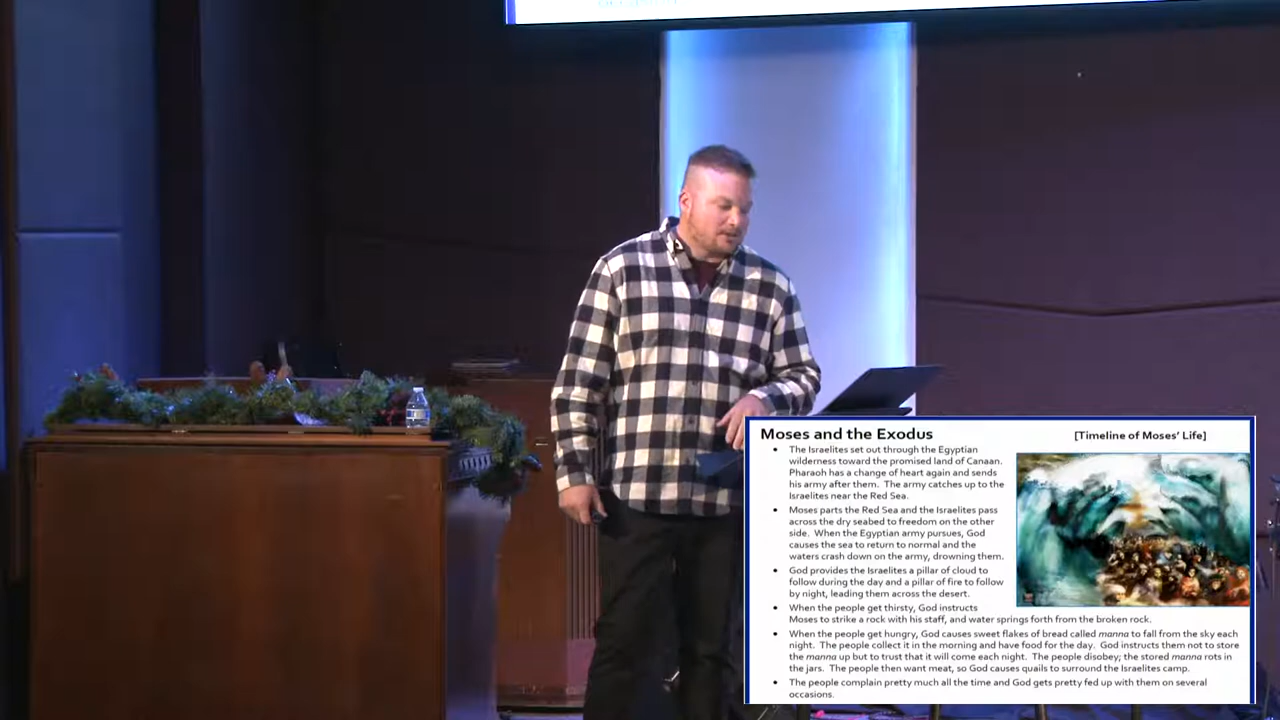 Moses and the Exodus
[Timeline of Moses' Life]
• The Israelites set out through the Egyptian
wilderness toward the promised land of Canaan.
Pharaoh has a change of heart again and sends
his army after them. The army catches up to the
Israelites near the Red Sea.
• Moses parts the Red Sea and the Israelites pass
across the dry seabed to freedom on the other
side. When the Egyptian army pursues, God
causes the sea to return to normal and the
waters crash down on the army, drowning them.
• God provides the Israelites a pillar of cloud to
follow during the day and a pillar of fire to follow
by night, leading them across the desert.
• When the people get thirsty, God instructs
Moses to strike a rock with his staff, and water springs forth from the broken rock.
• When the people get hungry, God causes sweet flakes of bread called manna to fall from the sky each
night. The people collect it in the morning and have food for the day. God instructs them not to store
the manna up but to trust that it will come each night. The people disobey; the stored manna rots in
the jars. The people then want meat, so God causes quails to surround the Israelites camp.
• The people complain pretty much all the time and God gets pretty fed up with them on several
occasions.